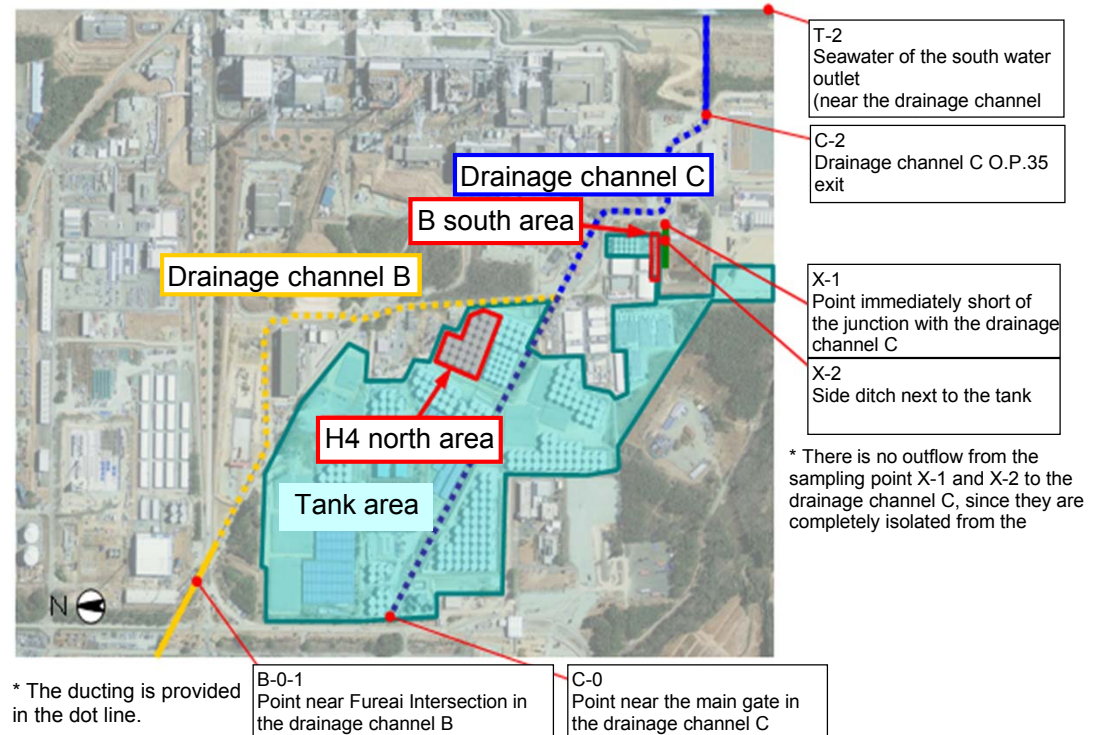 T-2
Seawater of the south water
outlet
(near the drainage channel
C-2
Drainage channel C O.P.35
exit
Drainage channel C
B south area
Drainage channel B
X-1
Point immediately short of
the junction with the drainage
channel C
X-2
Side ditch next to the tank
H4 north area
* There is no outflow from the
sampling point X-1 and X-2 to the
drainage channel C, since they are
completely isolated from the
Tank area
N
* The ducting is provided
in the dot line.
B-0-1
Point near Fureai Intersection in
the drainage channel B
C-0
Point near the main gate in
the drainage channel C